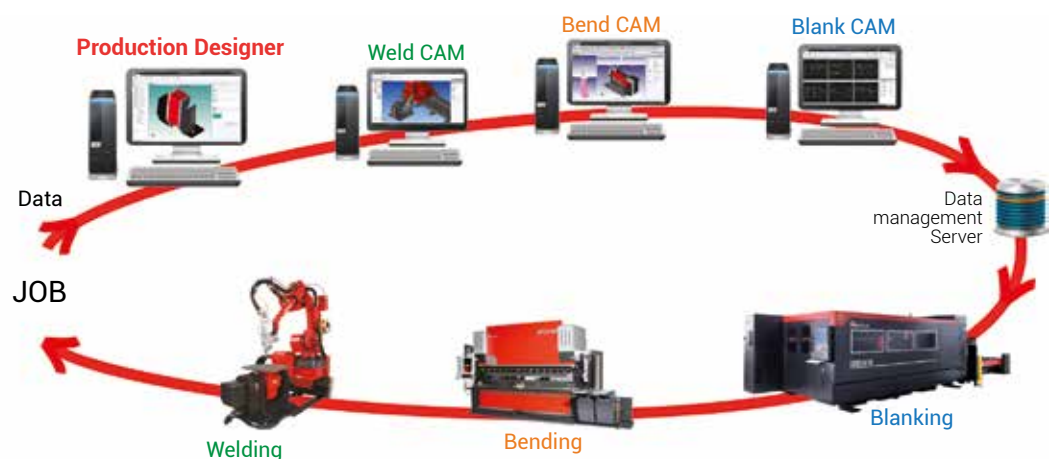 Production Designer
Weld CAM
Bend CAM
Blank CAM
Data
Data
management
Server
JOB
Welding
Bending
Blanking